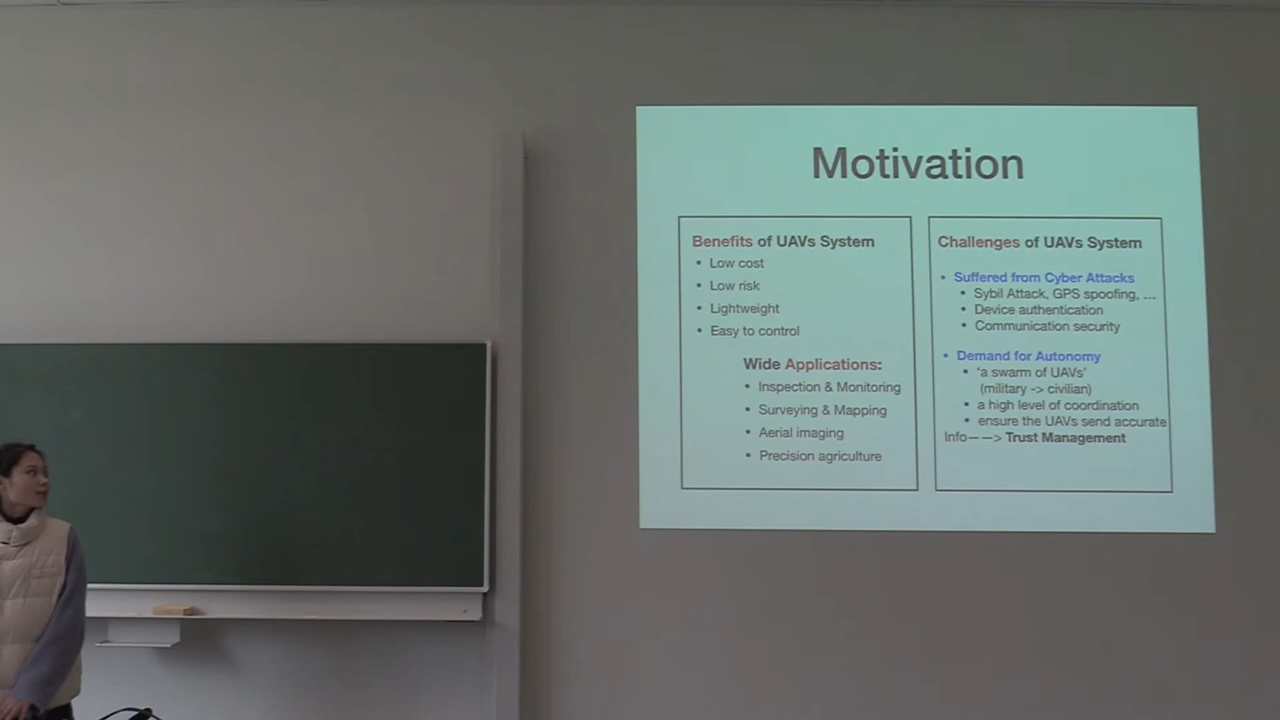 Motivation
Benefits of UAVs System
• Low cost
• Low risk
• Lightweight
• Easy to control
Wide Applications:
• Inspection & Monitoring
• Surveying & Mapping
• Aerial imaging
• Precision agriculture
Challenges of UAVs System
• Suffered from Cyber Attacks
• Sybil Attack, GPS spoofing, ...
• Device authentication
• Communication security
• Demand for Autonomy
• 'a swarm of UAVs'
(military -> civilian)
• a high level of coordination
• ensure the UAVs send accurate
Info——> Trust Management